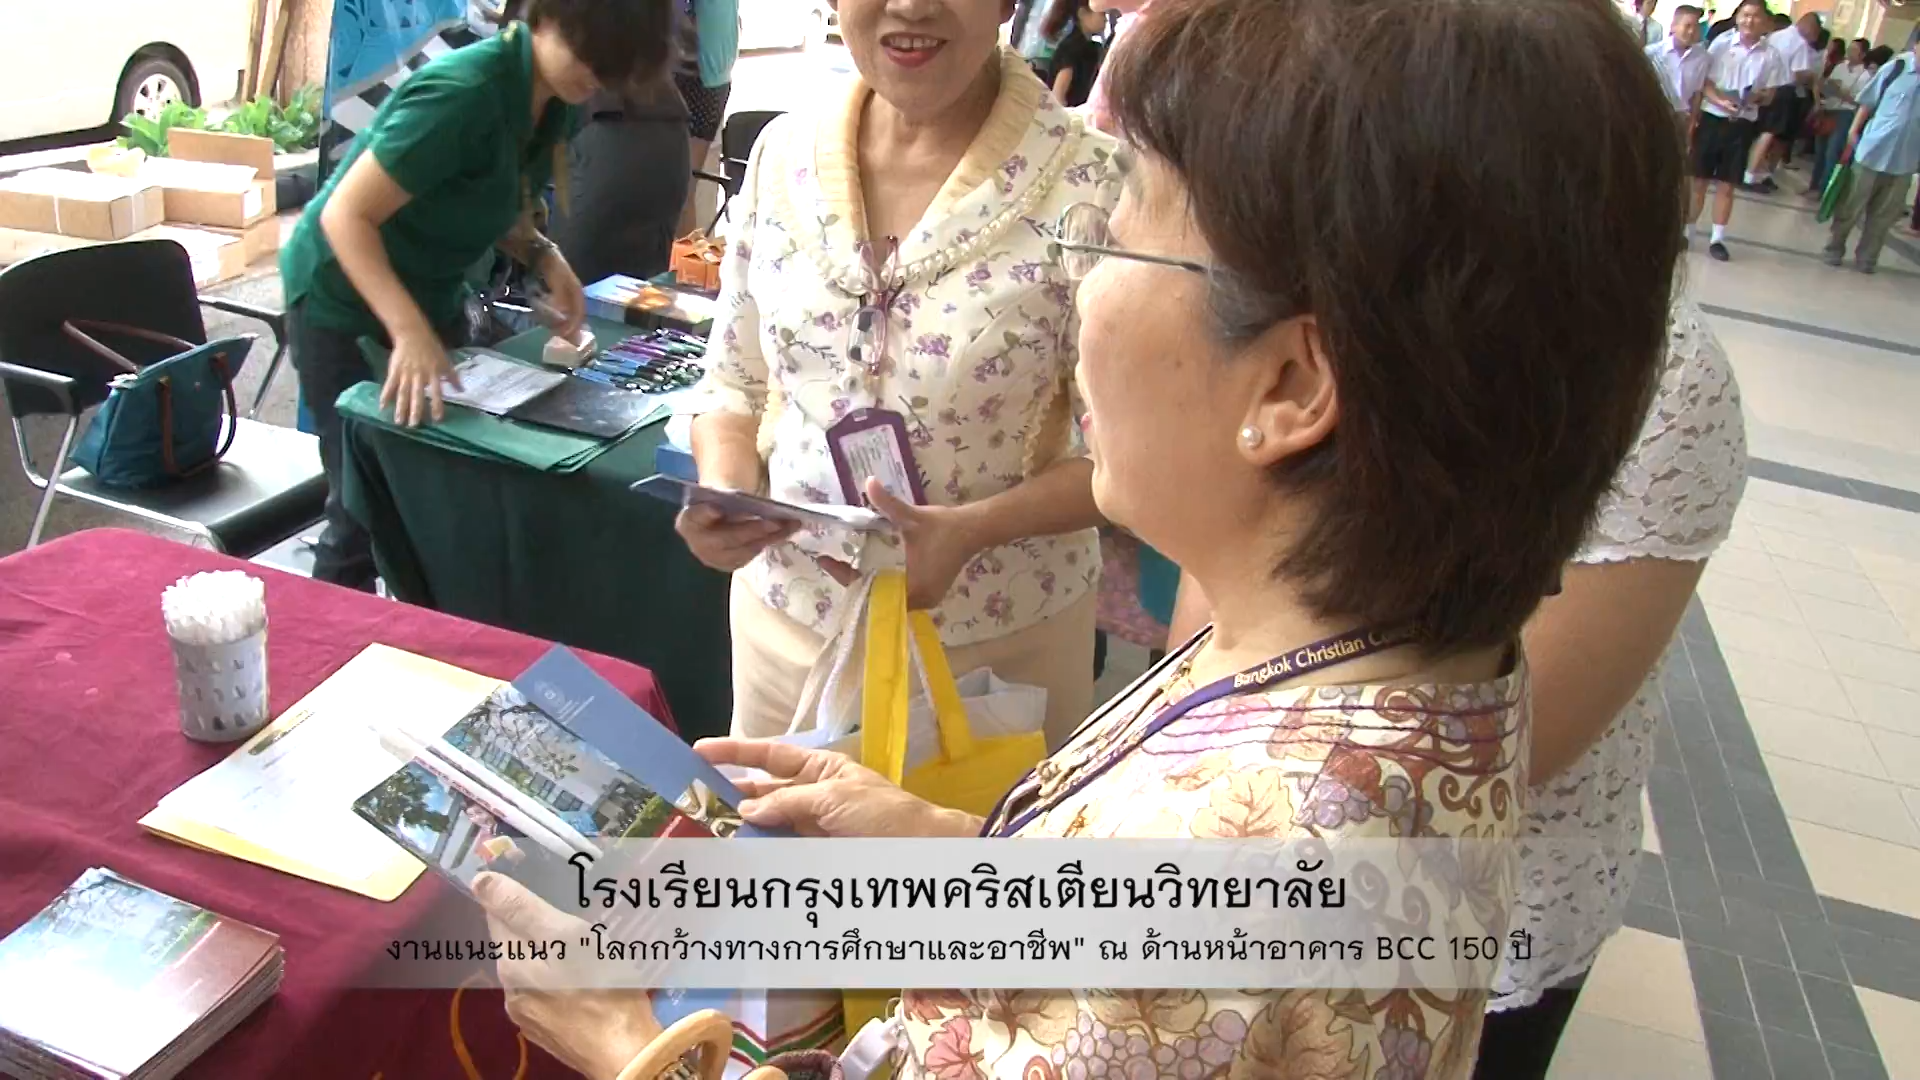 Bangkok Christian
โรงเรียนกรุงเทพคริสเตียนวิทยาลัย
งานแนะแนว "โลกกว้างทางการศึกษาและอาชีพ" ณ ด้านหน้าอาคาร BCC 150 ปี